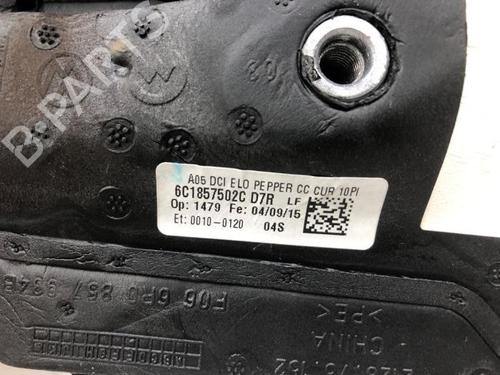 A05 DCI ELO PEPPER CC CUR 10PI
6C1857502C D7R LF
Op: 1479 Fe: 04/09/15
Et: 0010-0120 04S
F06 6R0 857 934B
CHINA
>PE<
B-PARTS